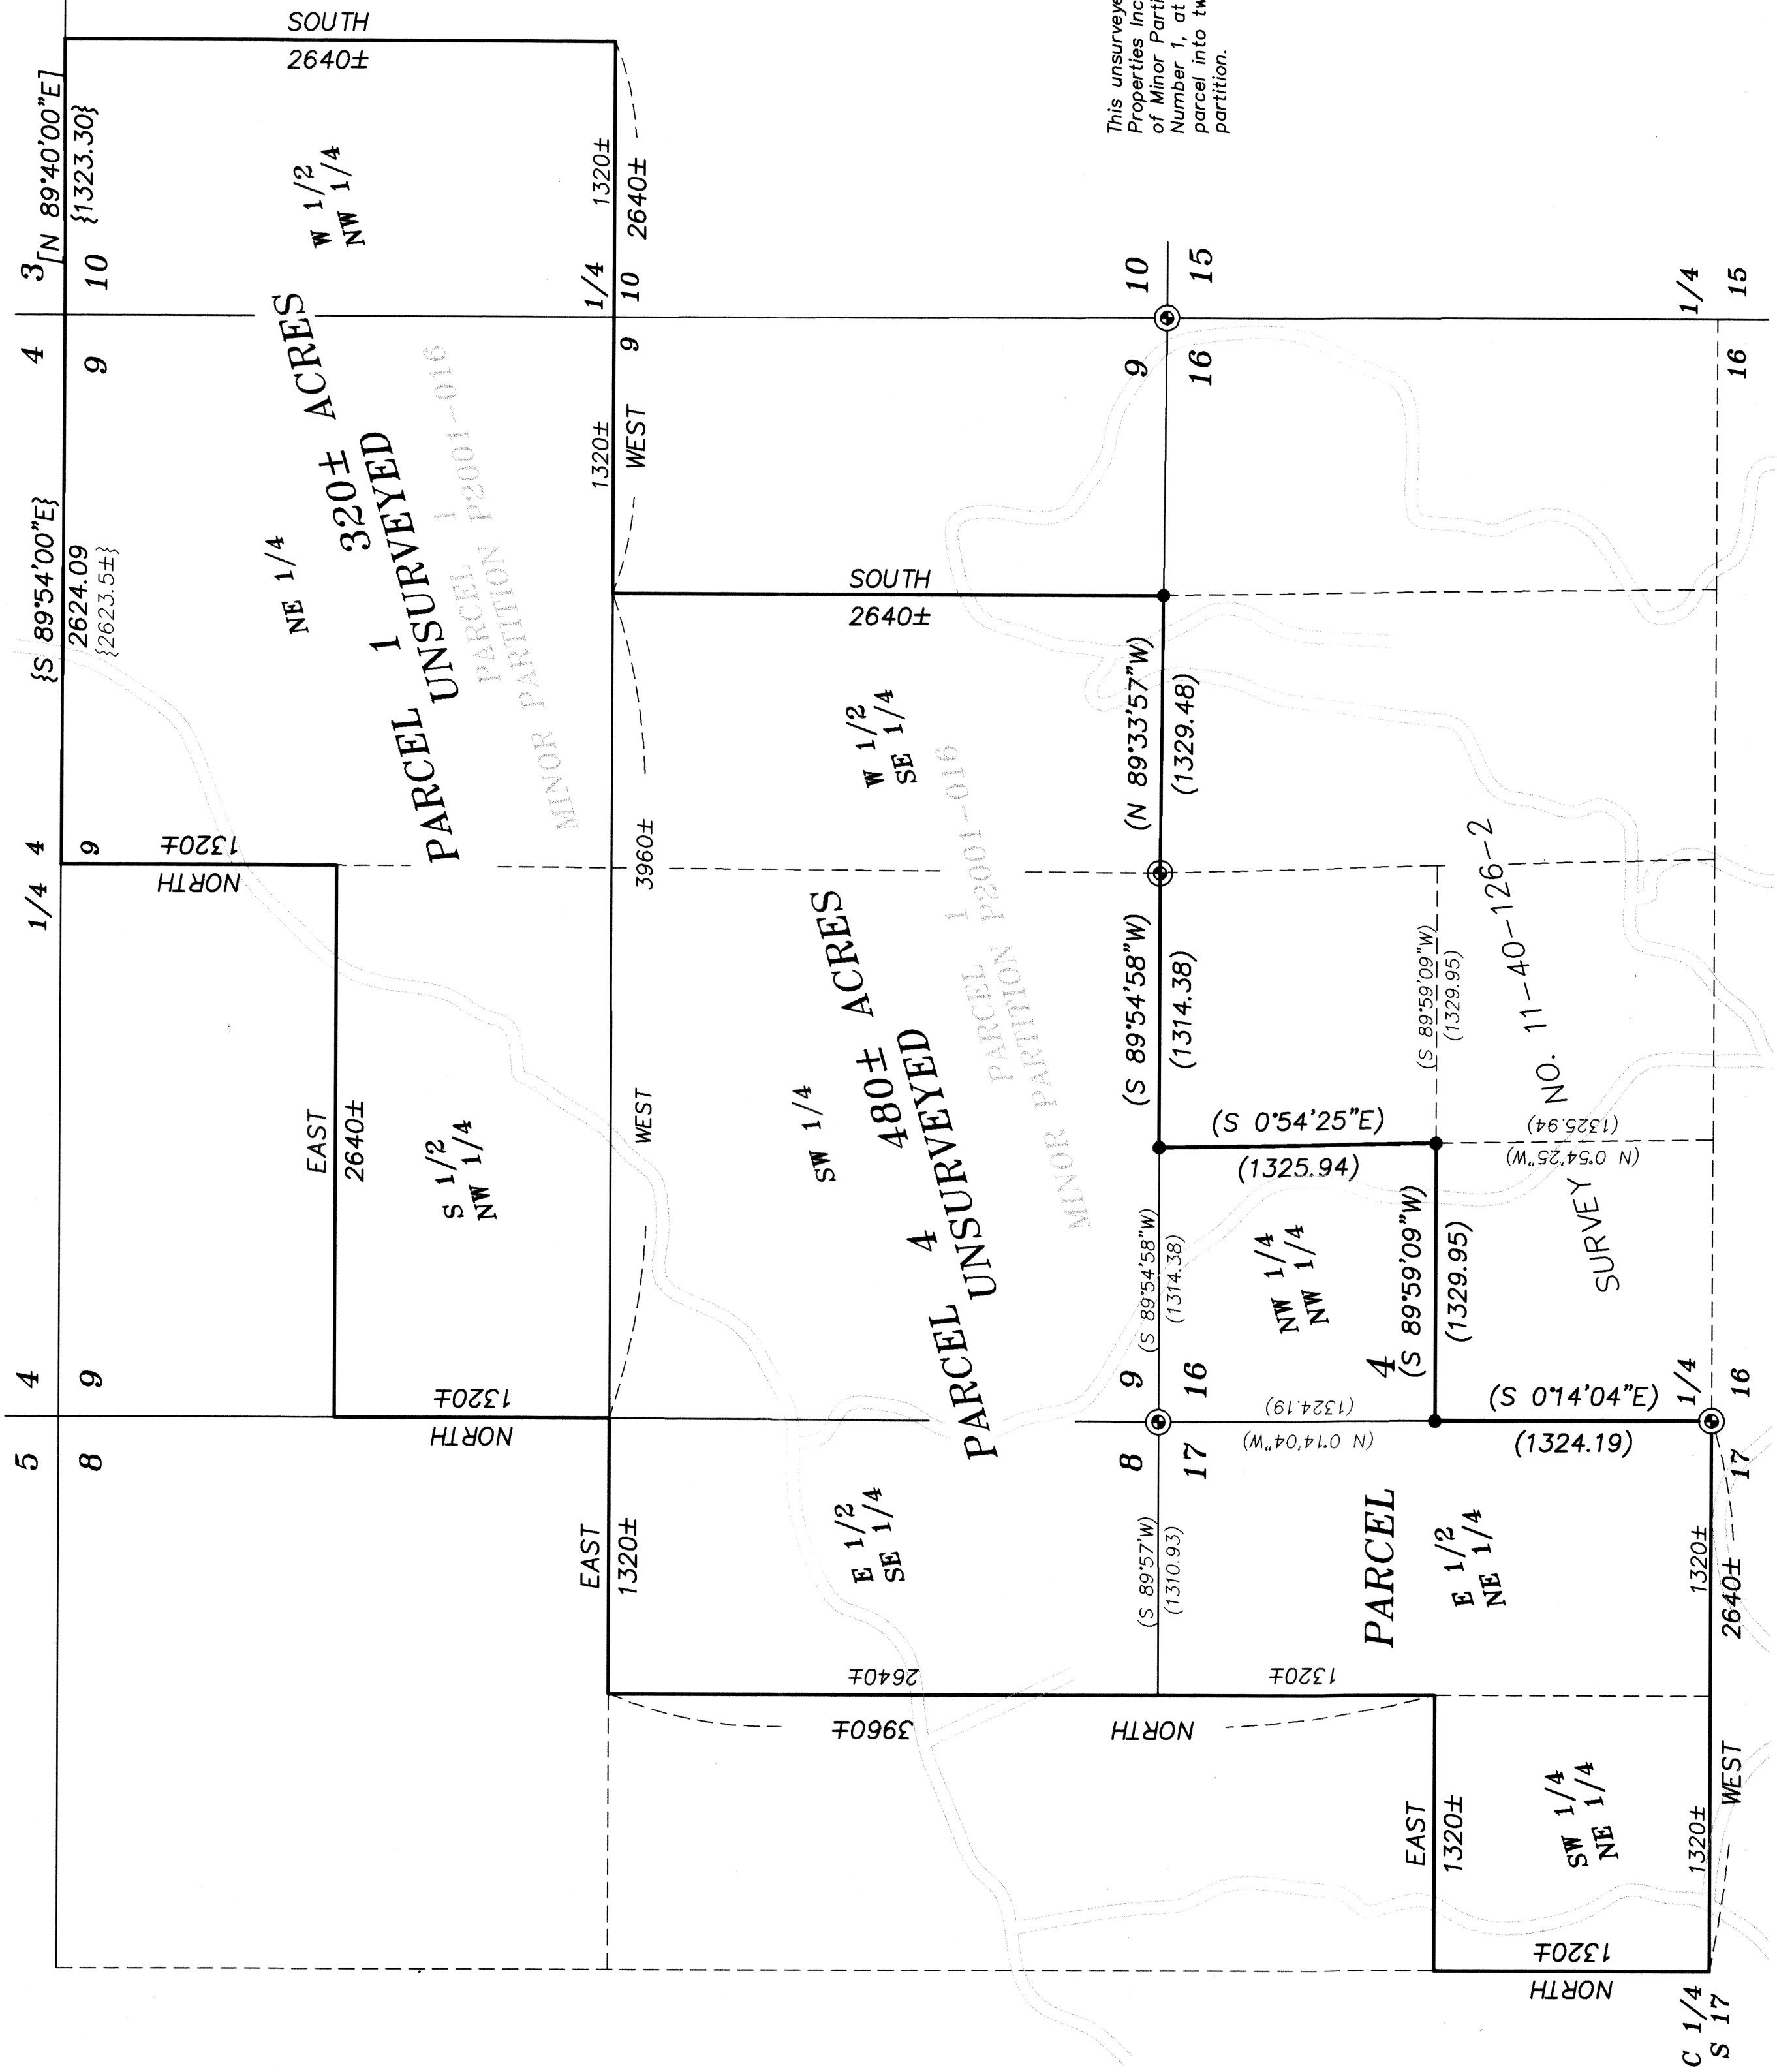 SOUTH
2640±
[N 89°40'00"E]
{1323.30}
3
10
4
9
W 1/2
NW 1/4
1320±
2640±
1/4
10
9
1320±
WEST
{S 89°54'00"E}
2624.09
{2623.5±}
NE 1/4
320± ACRES
PARCEL 1
UNSURVEYED
PARCEL 1
MINOR PARTITION P2001-016
This unsurveye
Properties Inc
of Minor Parti
Number 1, at
parcel into tw
partition.
10
15
9
16
1/4
15
16
1/4
4
9
1320±
NORTH
SOUTH
2640±
W 1/2
SE 1/4
3960±
WEST
(N 89°33'57"W)
(1329.48)
EAST
2640±
S 1/2
NW 1/4
SW 1/4
480± ACRES
PARCEL 4
UNSURVEYED
PARCEL 1
MINOR PARTITION P2001-016
(S 89°54'58"W)
(1314.38)
(S 89°59'09"W)
(1329.95)
(S 0°54'25"E)
(1325.94)
(N 0°54'25"W)
(1325.94)
SURVEY NO. 11-40-126-2
4
9
5
8
1320±
NORTH
(S 89°54'58"W)
(1314.38)
NW 1/4
NW 1/4
(S 89°59'09"W)
(1329.95)
9
16
8
17
(1324.19)
(N 0°14'04"W)
PARCEL 4
(S 0°14'04"E)
(1324.19)
1/4
16
17
EAST
1320±
E 1/2
SE 1/4
(S 89°57'W)
(1310.93)
E 1/2
NE 1/4
1320±
2640±
2640±
1320±
3960±
NORTH
EAST
1320±
SW 1/4
NE 1/4
1320±
WEST
1320±
NORTH
C 1/4
S 17